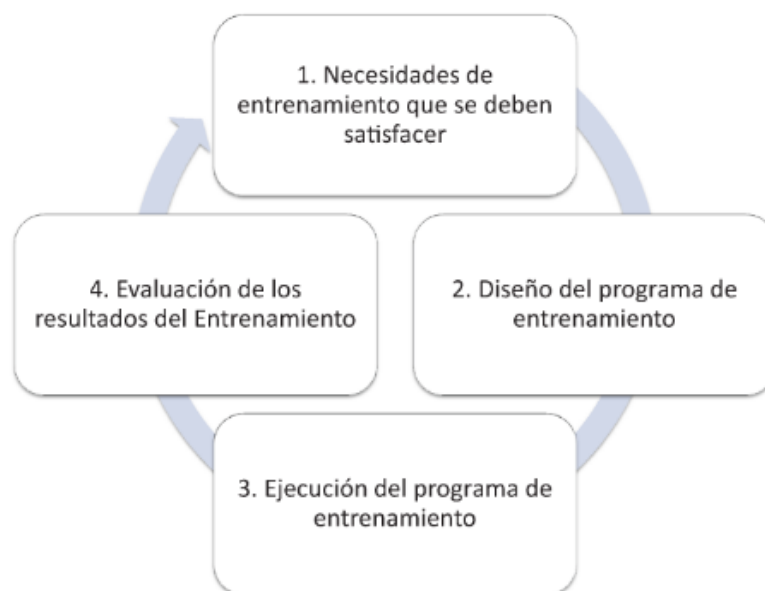 1. Necesidades de
entrenamiento que se deben
satisfacer
2. Diseño del programa de
entrenamiento
3. Ejecución del programa de
entrenamiento
4. Evaluación de los
resultados del Entrenamiento